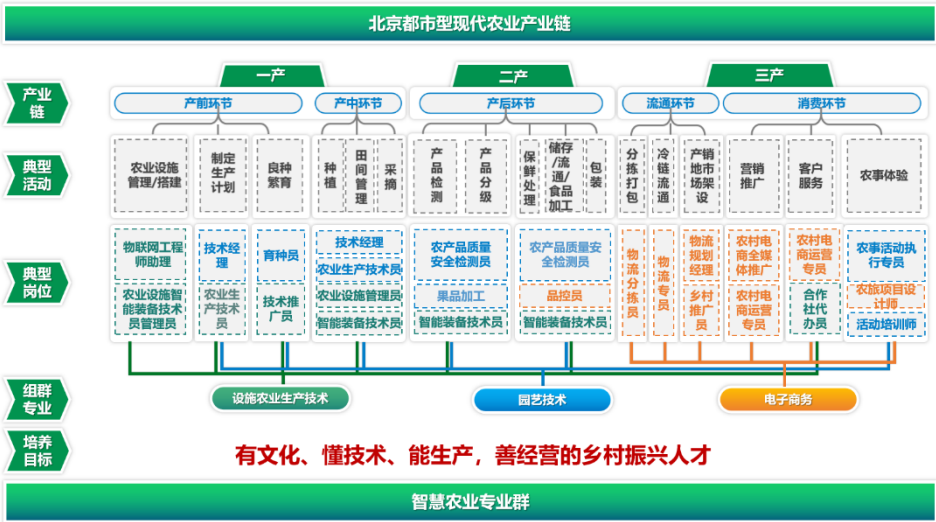 北京都市型现代农业产业链
一产
二产
三产
产业
链
产前环节
产中环节
产后环节
流通环节
消费环节
典型
活动
农业设施
管理/搭建
制定
生产
计划
良种
繁育
种
植
田
间
管
理
采
摘
产
品
检
测
产
品
分
级
保
鲜
处
理
储存
/流
通/
食品
加工
包
装
分
拣
打
包
冷
链
流
通
产销
地市
场架
设
营销
推广
客户
服务
农事体验
典型
岗位
物联网工程
师助理
农业设施智
能装备技术
员管理员
技术经
理
农业生
产技术
员
育种员
技术推
广员
技术经理
农业生产技术员
农业设施管理员
智能装备技术员
农产品质量
安全检测员
果品加工
智能装备技术员
农产品质量安
全检测员
品控员
智能装备技术员
物
流
分
拣
员
物
流
专
员
物流
规划
经理
乡村
推广
员
农村电
商全媒
体推广
农村电
商运营
专员
农村电
商运营
专员
合作
社代
办员
农事活动执
行专员
农旅项目设
计师
活动培训师
组群
专业
设施农业生产技术
园艺技术
电子商务
培养
目标
有文化、懂技术、能生产，善经营的乡村振兴人才
智慧农业专业群